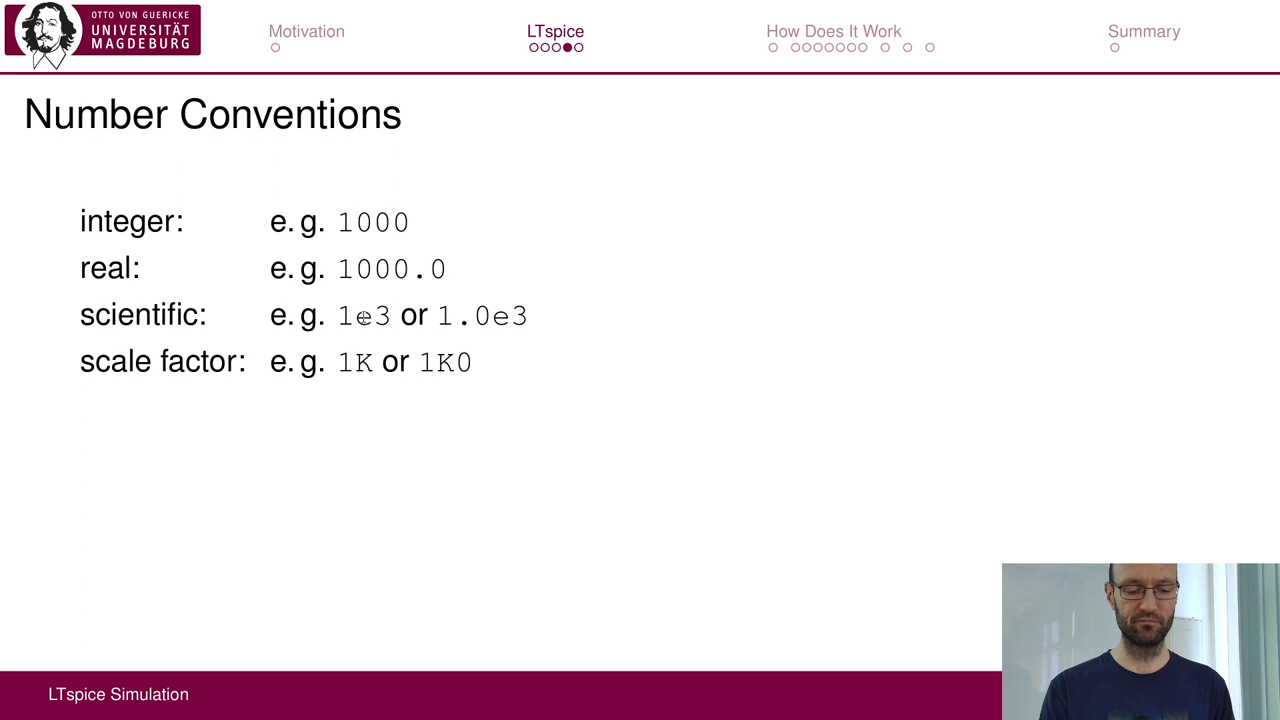 OTTO VON GUERICKE
UNIVERSITÄT
MAGDEBURG
Motivation
LTspice
How Does It Work
Summary
Number Conventions
integer: e. g. 1000
real: e. g. 1000.0
scientific: e. g. 1e3 or 1.0e3
scale factor: e. g. 1K or 1K0
LTspice Simulation